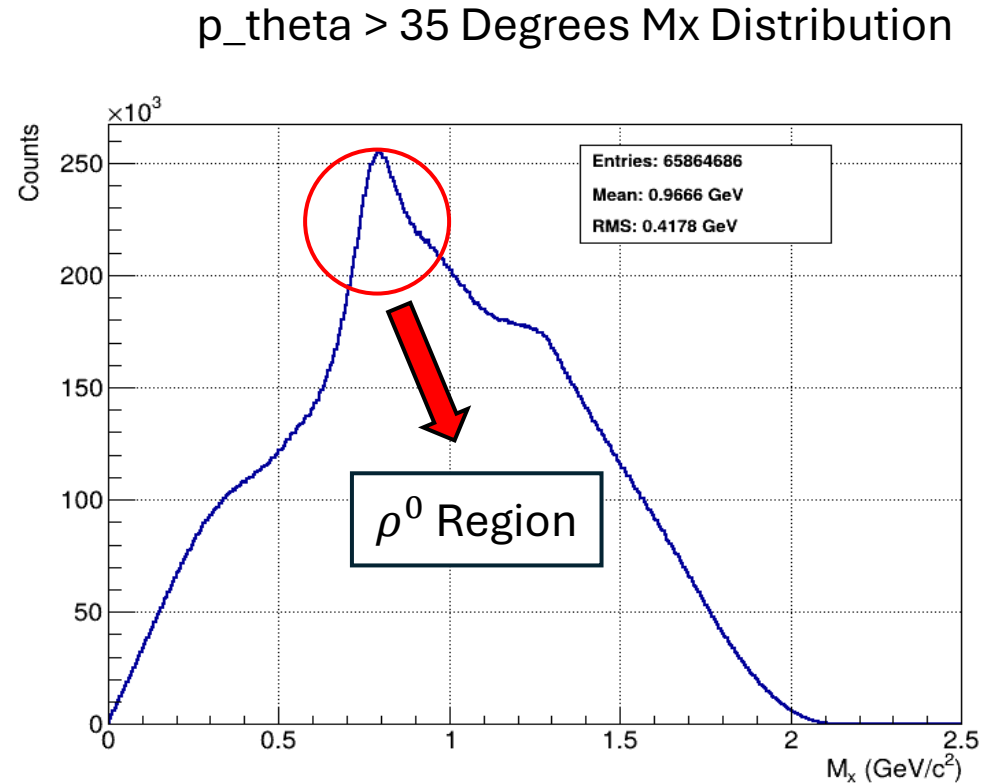 p_theta > 35 Degrees Mx Distribution
×10³
Counts
250
200
150
100
50
0
Entries: 65864686
Mean: 0.9666 GeV
RMS: 0.4178 GeV
ρ⁰ Region
0
0.5
1
1.5
2
2.5
Mₓ (GeV/c²)